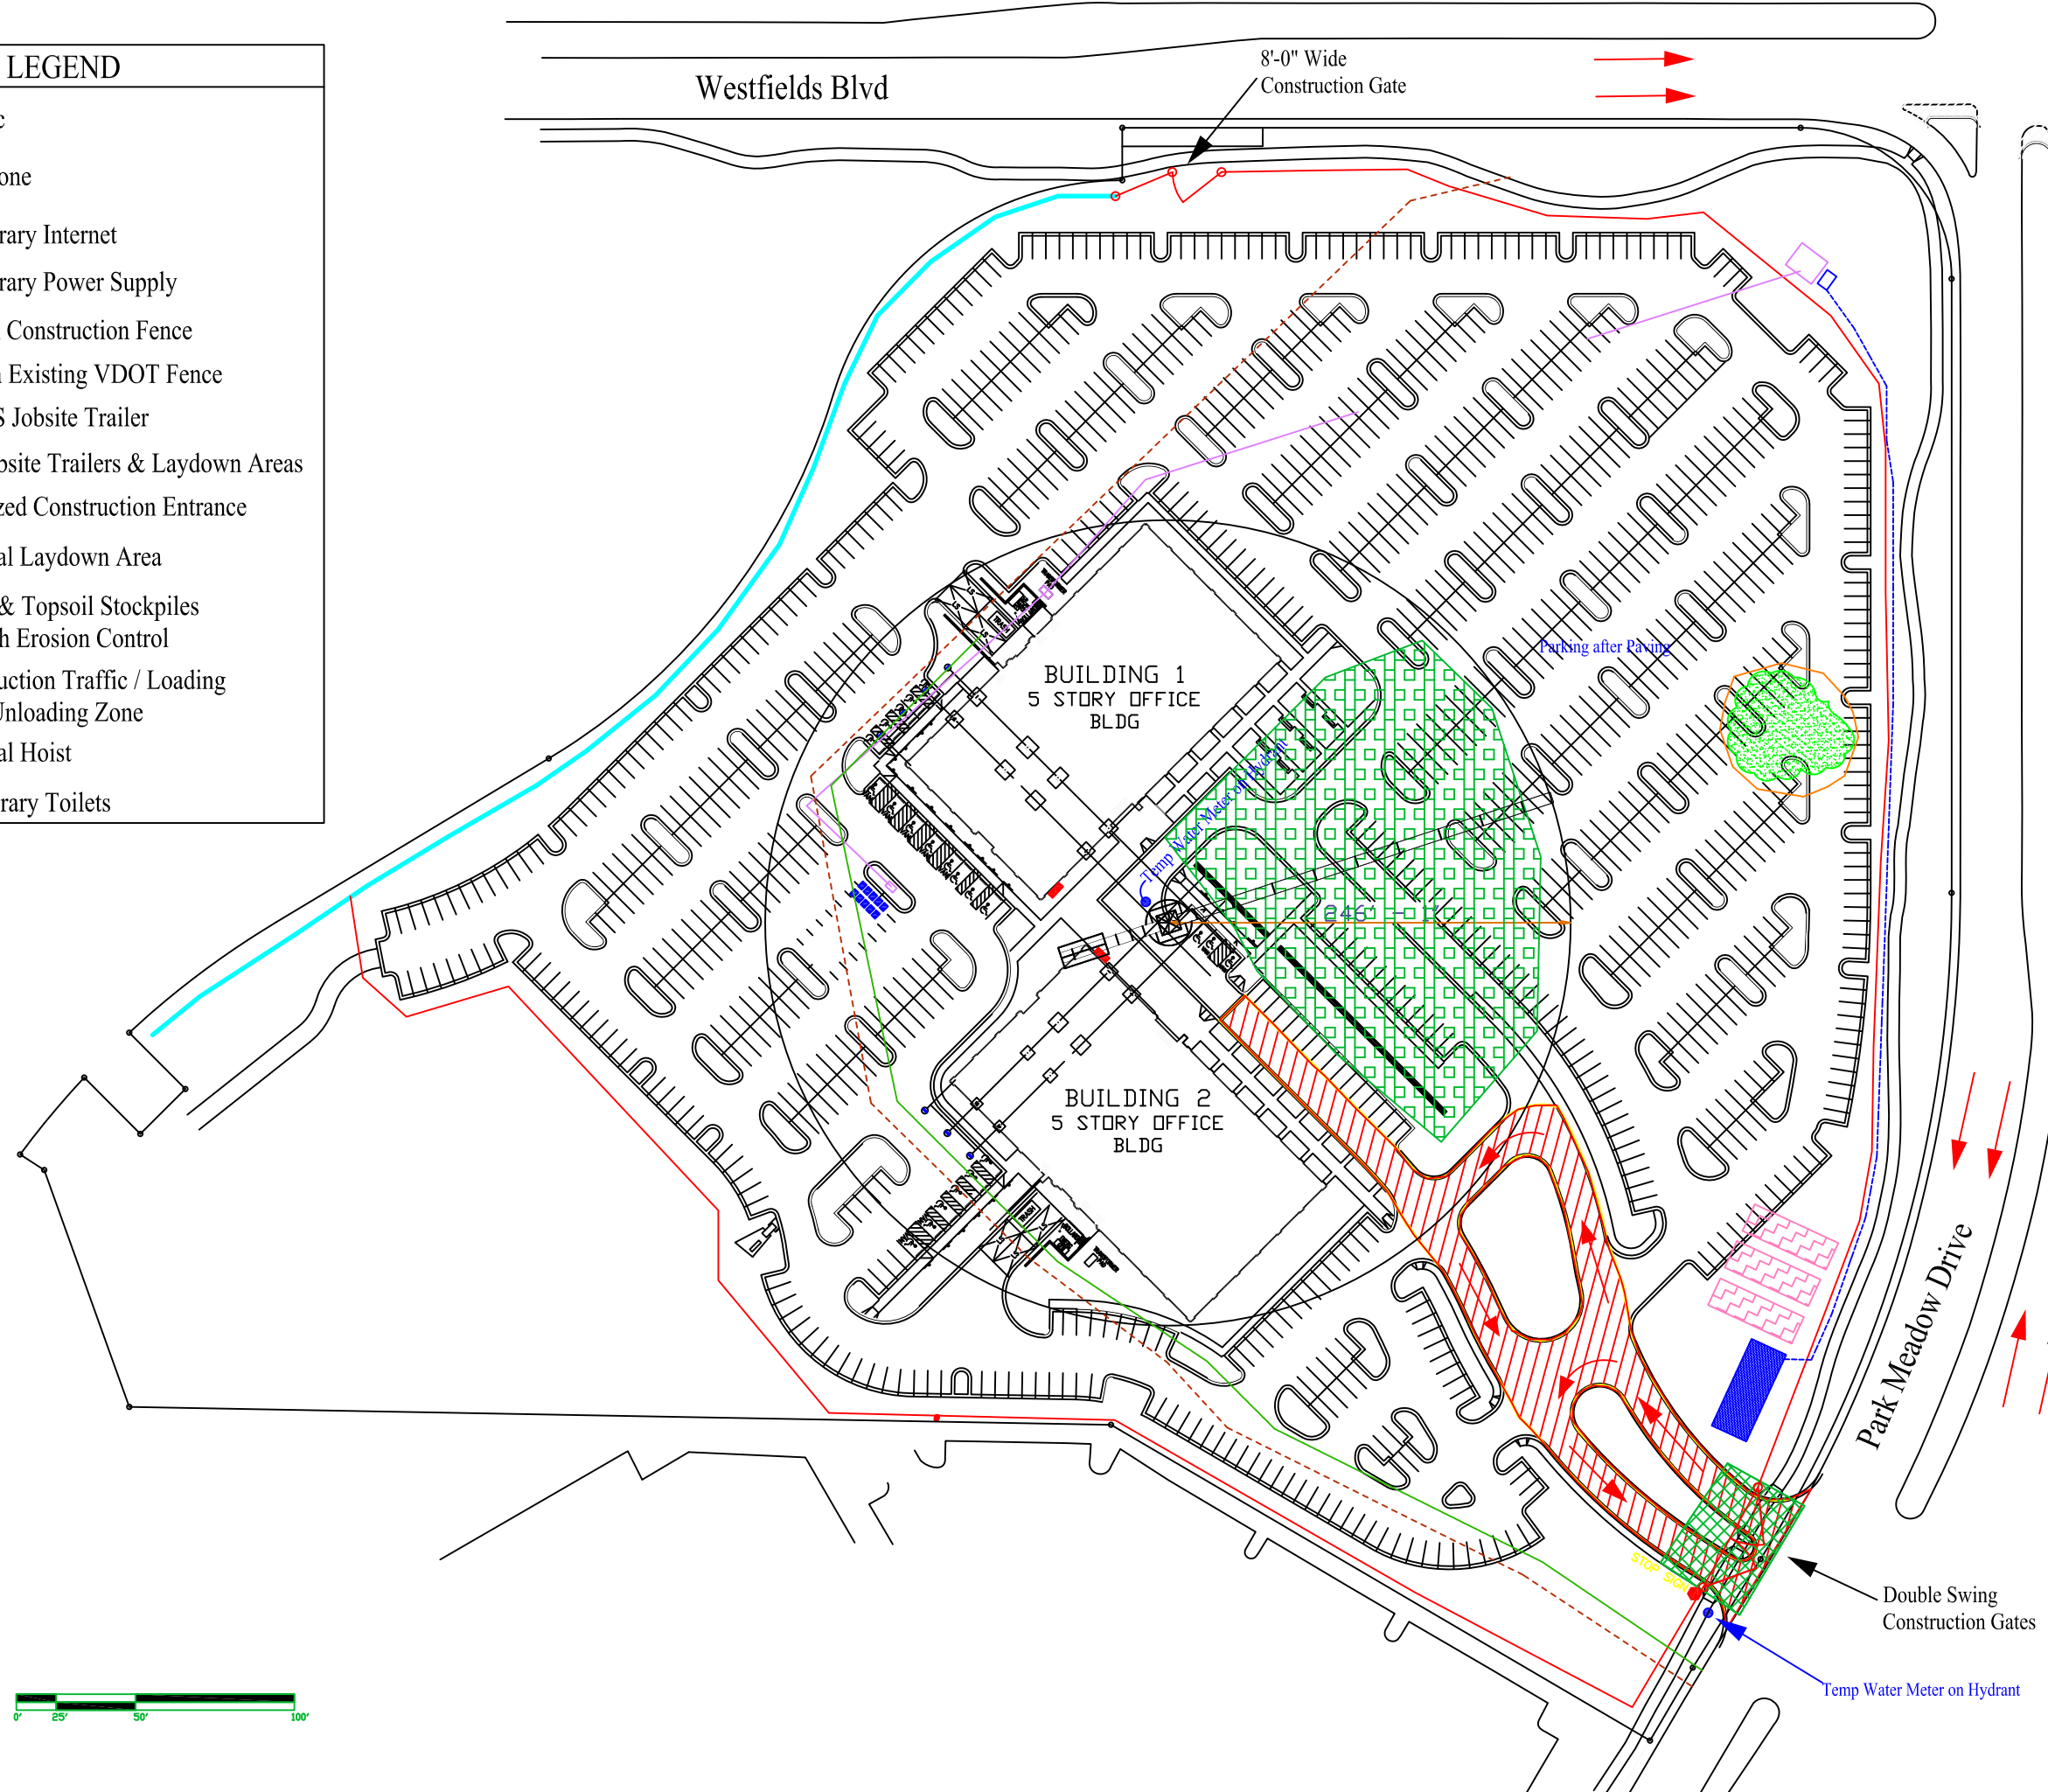 LEGEND
c
one
rary Internet
rary Power Supply
Construction Fence
n Existing VDOT Fence
S Jobsite Trailer
bsite Trailers & Laydown Areas
zed Construction Entrance
al Laydown Area
& Topsoil Stockpiles
h Erosion Control
uction Traffic / Loading
Unloading Zone
al Hoist
rary Toilets
Westfields Blvd
8'-0" Wide
Construction Gate
Parking after Paving
BUILDING 1
5 STORY OFFICE
BLDG
Temp Water Meter on Hydrant
TRASH
BUILDING 2
5 STORY OFFICE
BLDG
TRASH
Park Meadow Drive
STOP SIGN
Double Swing
Construction Gates
Temp Water Meter on Hydrant
0' 25' 50' 100'